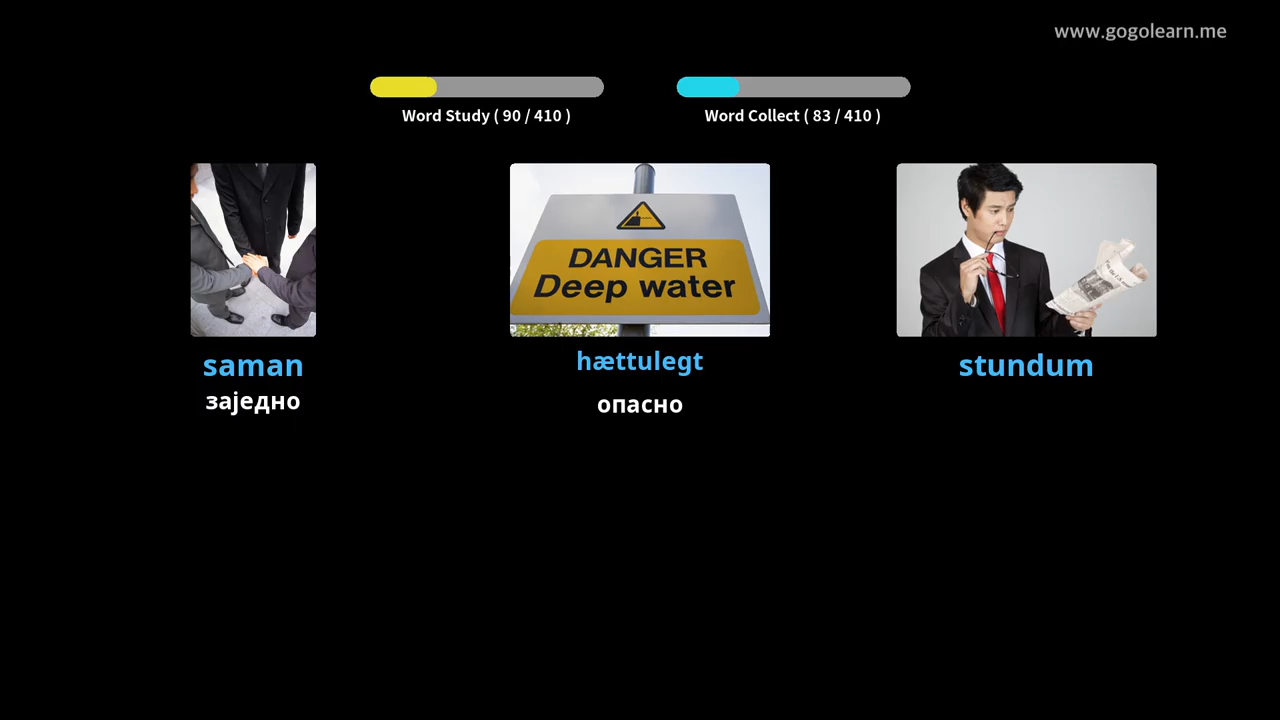 www.gogolearn.me
Word Study ( 90 / 410 )
Word Collect ( 83 / 410 )
DANGER
Deep water
saman
hættulegt
stundum
заједно
опасно